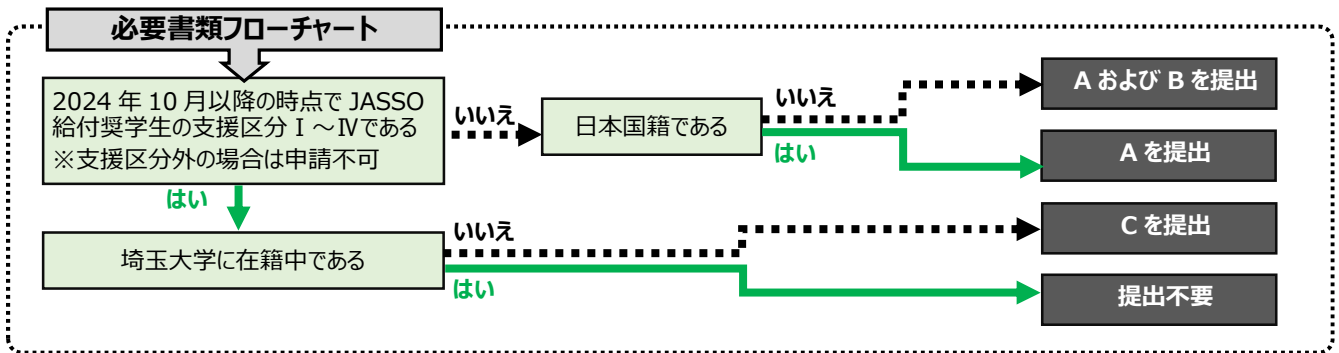 必要書類フローチャート
2024 年 10 月以降の時点で JASSO
給付奨学生の支援区分 Ⅰ ～Ⅳである
※支援区分外の場合は申請不可
いいえ
日本国籍である
いいえ
A および B を提出
はい
A を提出
はい
埼玉大学に在籍中である
いいえ
C を提出
はい
提出不要